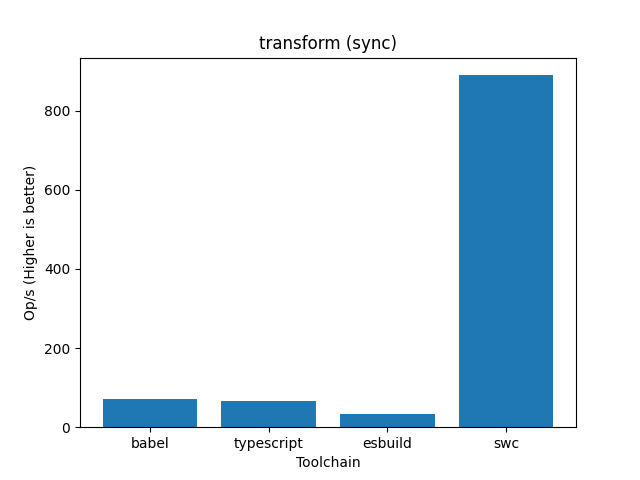 transform (sync)
Op/s (Higher is better)
800
600
400
200
0
babel typescript esbuild swc
Toolchain